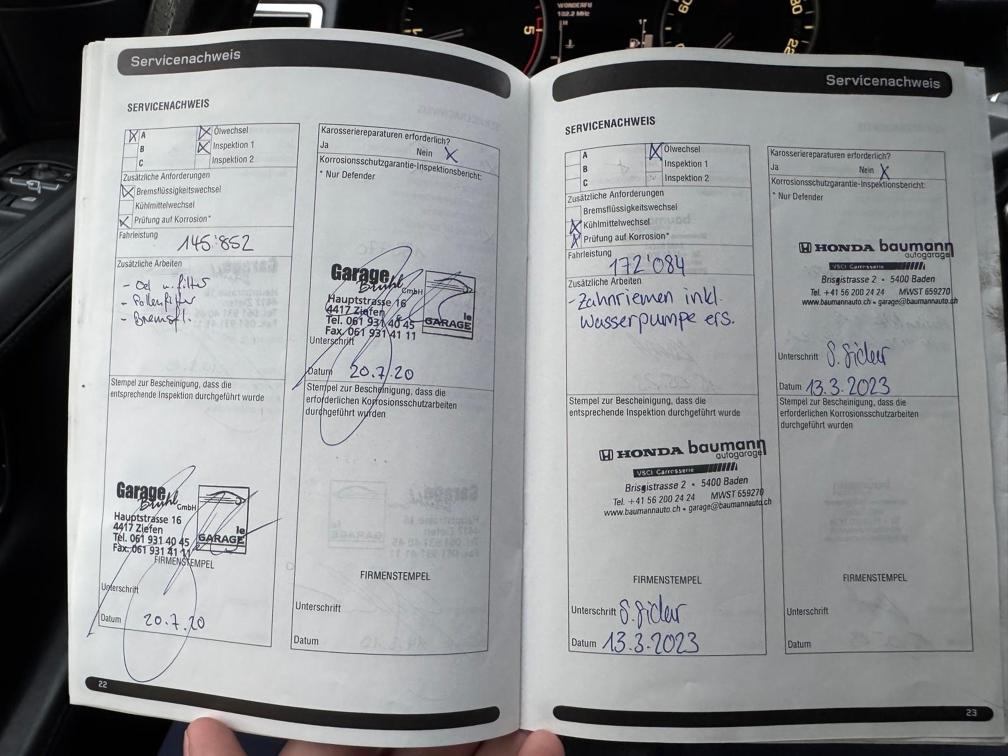 WONDERFU
102.2 MHz
Servicenachweis
SERVICENACHWEIS
A
B
C
Ölwechsel
Inspektion 1
Inspektion 2
Zusätzliche Anforderungen
Bremsflüssigkeitswechsel
Kühlmittelwechsel
Prüfung auf Korrosion*
Fahrleistung
145'852
Zusätzliche Arbeiten
- Oel u. filter
- Pollenfilter
- Bremsfl.
Stempel zur Bescheinigung, dass die
entsprechende Inspektion durchgeführt wurde
Garage
Brühl GmbH
Hauptstrasse 16
4417 Ziefen
Tel. 061 931 40 45
Fax. 061 931 41 11
le
GARAGE
FIRMENSTEMPEL
Unterschrift
Datum 20.7.20
Karosseriereparaturen erforderlich?
Ja Nein X
Korrosionsschutzgarantie-Inspektionsbericht:
* Nur Defender
Garage
Brühl GmbH
Hauptstrasse 16
4417 Ziefen
Tel. 061 931 40 45
Fax. 061 931 41 11
le
GARAGE
Unterschrift
Datum 20.7.20
Stempel zur Bescheinigung, dass die
erforderlichen Korrosionsschutzarbeiten
durchgeführt wurden
FIRMENSTEMPEL
Unterschrift
Datum
22
Servicenachweis
SERVICENACHWEIS
A
B
C
Ölwechsel
Inspektion 1
Inspektion 2
Zusätzliche Anforderungen
Bremsflüssigkeitswechsel
Kühlmittelwechsel
Prüfung auf Korrosion*
Fahrleistung
172'084
Zusätzliche Arbeiten
- Zahnriemen inkl.
Wasserpumpe ers.
Stempel zur Bescheinigung, dass die
entsprechende Inspektion durchgeführt wurde
HONDA baumann
autogarage
VSCI Carrosserie
Brisgistrasse 2 • 5400 Baden
Tel. +41 56 200 24 24 MWST 659270
www.baumannauto.ch • garage@baumannauto.ch
FIRMENSTEMPEL
Unterschrift
Datum 13.3.2023
Karosseriereparaturen erforderlich?
Ja Nein X
Korrosionsschutzgarantie-Inspektionsbericht:
* Nur Defender
HONDA baumann
autogarage
VSCI Carrosserie
Brisgistrasse 2 • 5400 Baden
Tel. +41 56 200 24 24 MWST 659270
www.baumannauto.ch • garage@baumannauto.ch
Unterschrift
Datum 13.3.2023
Stempel zur Bescheinigung, dass die
erforderlichen Korrosionsschutzarbeiten
durchgeführt wurden
FIRMENSTEMPEL
Unterschrift
Datum
23